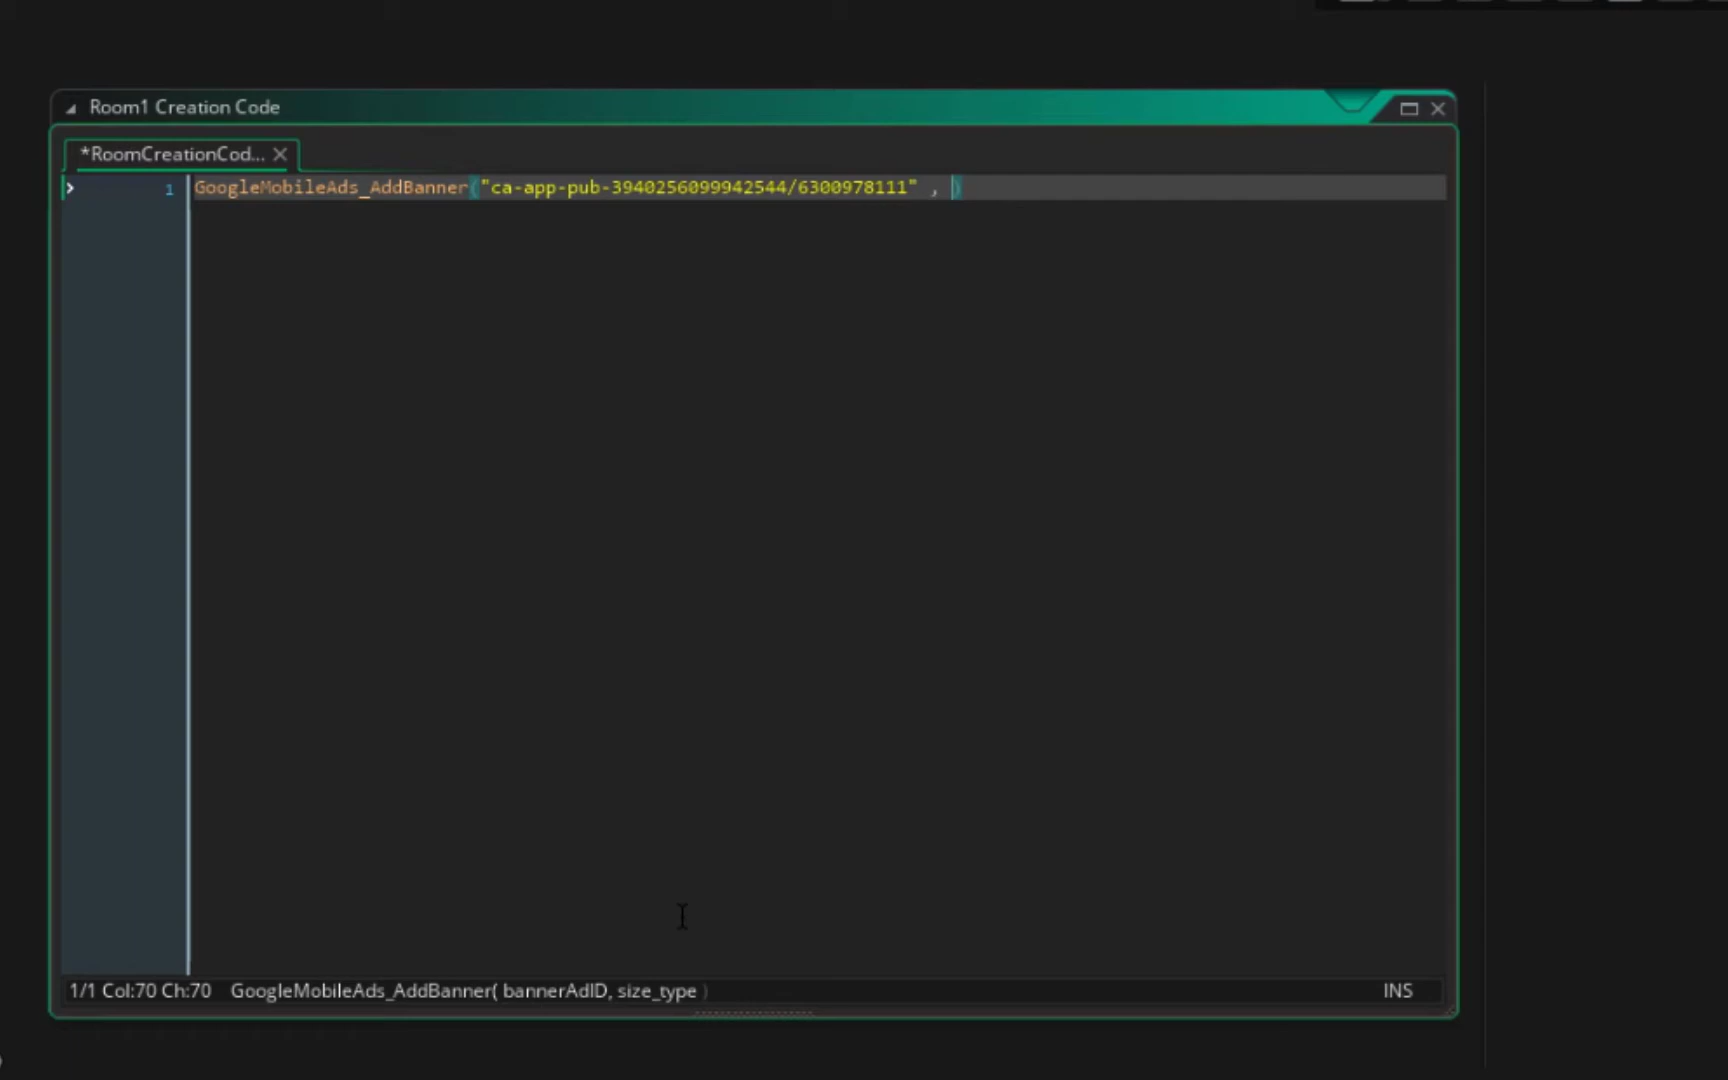 Room1 Creation Code
*RoomCreationCod...
1 GoogleMobileAds_AddBanner("ca-app-pub-3940256099942544/6300978111" , )
1/1 Col:70 Ch:70 GoogleMobileAds_AddBanner( bannerAdID, size_type ) INS